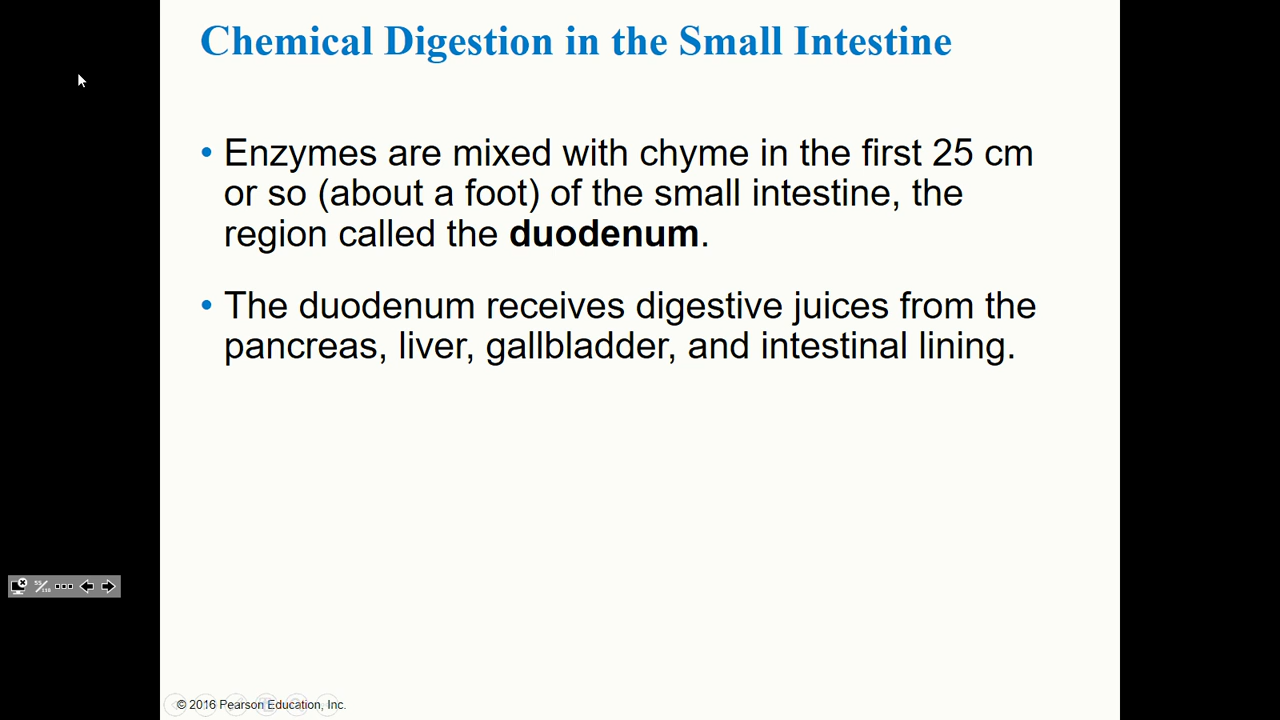 Chemical Digestion in the Small Intestine
• Enzymes are mixed with chyme in the first 25 cm
or so (about a foot) of the small intestine, the
region called the duodenum.
• The duodenum receives digestive juices from the
pancreas, liver, gallbladder, and intestinal lining.
55/118
© 2016 Pearson Education, Inc.